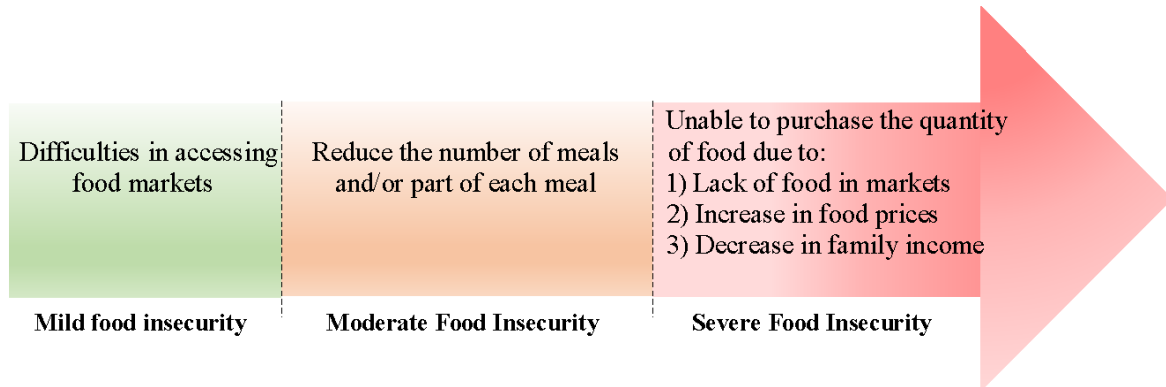 Difficulties in accessing
food markets
Reduce the number of meals
and/or part of each meal
Unable to purchase the quantity
of food due to:
1) Lack of food in markets
2) Increase in food prices
3) Decrease in family income
Mild food insecurity
Moderate Food Insecurity
Severe Food Insecurity